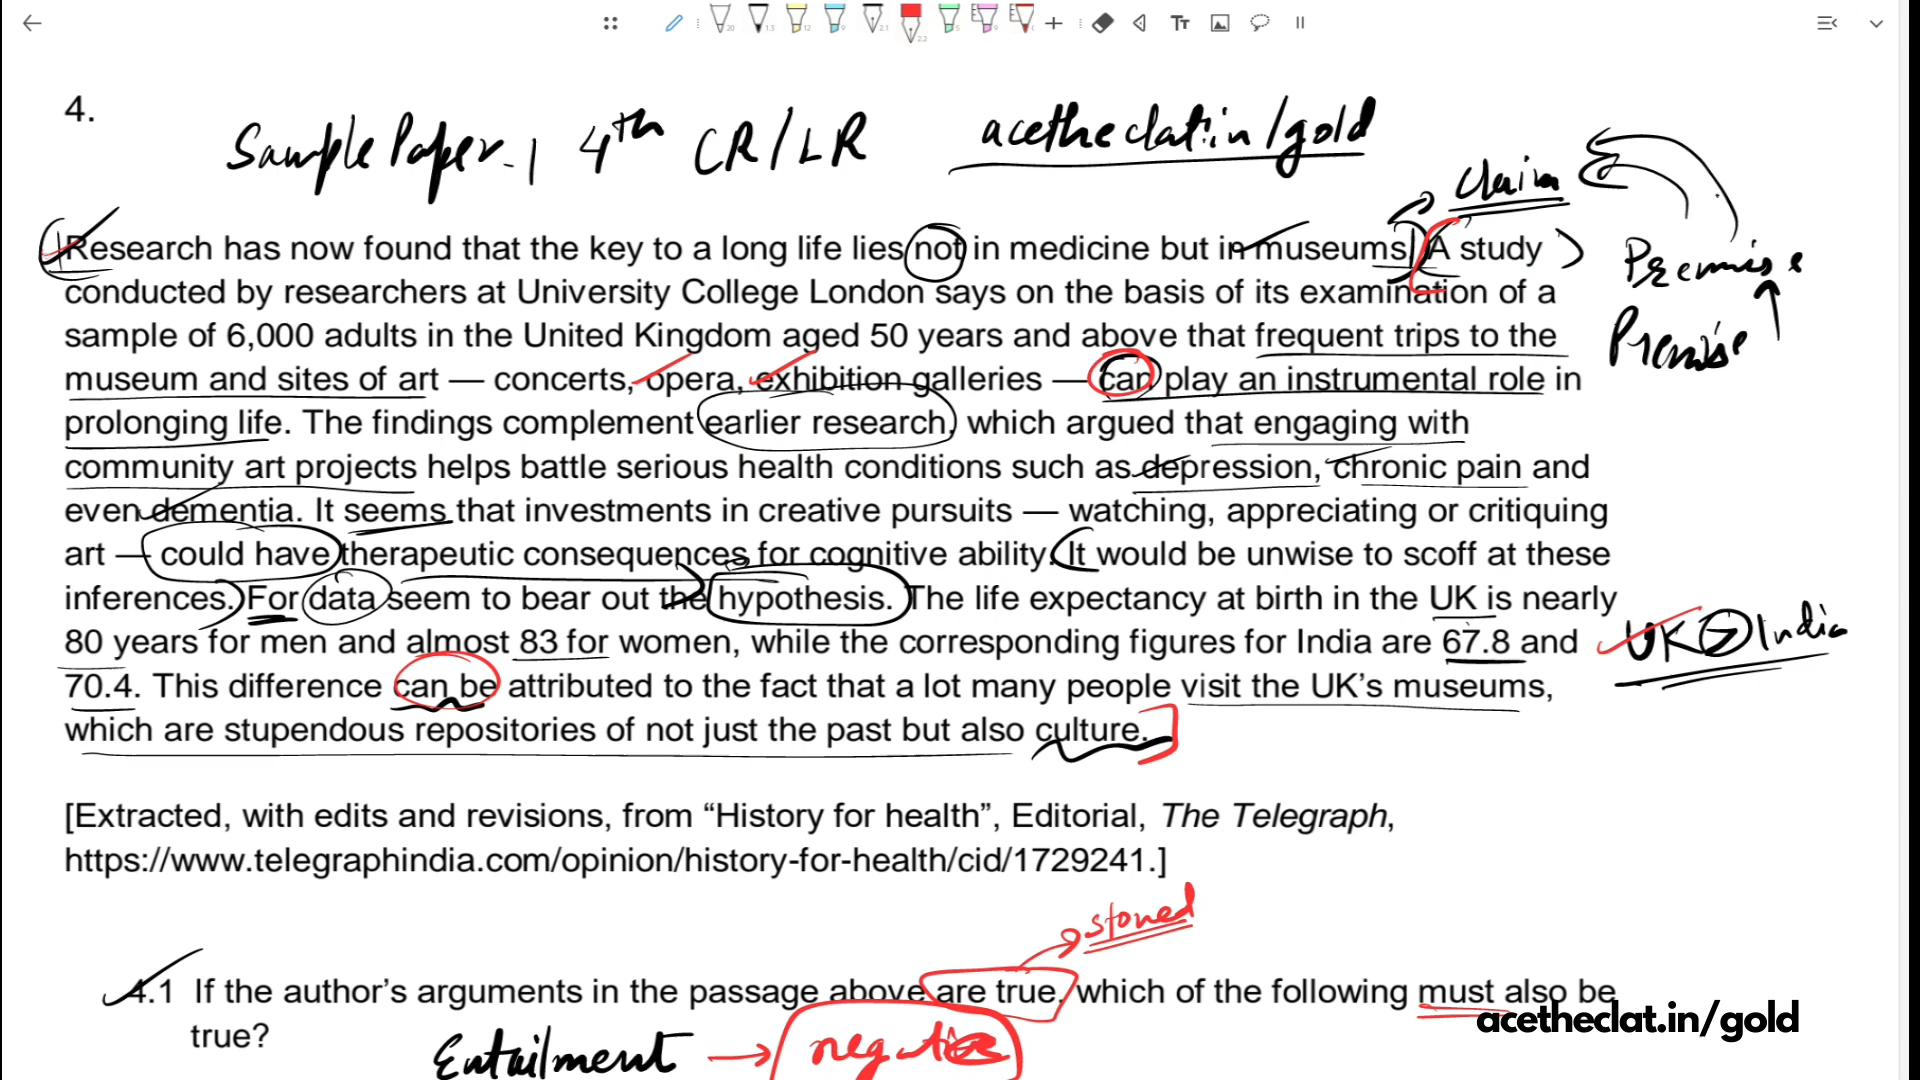 4.
Sample Paper-1 4th CR/LR acetheclat.in/gold
Claim
Research has now found that the key to a long life lies not in medicine but in museums. A study
conducted by researchers at University College London says on the basis of its examination of a
sample of 6,000 adults in the United Kingdom aged 50 years and above that frequent trips to the
museum and sites of art — concerts, opera, exhibition galleries — can play an instrumental role in
prolonging life. The findings complement earlier research, which argued that engaging with
community art projects helps battle serious health conditions such as depression, chronic pain and
even dementia. It seems that investments in creative pursuits — watching, appreciating or critiquing
art — could have therapeutic consequences for cognitive ability. It would be unwise to scoff at these
inferences. For data seem to bear out the hypothesis. The life expectancy at birth in the UK is nearly
80 years for men and almost 83 for women, while the corresponding figures for India are 67.8 and
70.4. This difference can be attributed to the fact that a lot many people visit the UK's museums,
which are stupendous repositories of not just the past but also culture.
Premise
Premise
UK > India
[Extracted, with edits and revisions, from “History for health”, Editorial, The Telegraph,
https://www.telegraphindia.com/opinion/history-for-health/cid/1729241.]
stoned
4.1 If the author's arguments in the passage above are true, which of the following must also be
true?
Entailment → negate
acetheclat.in/gold